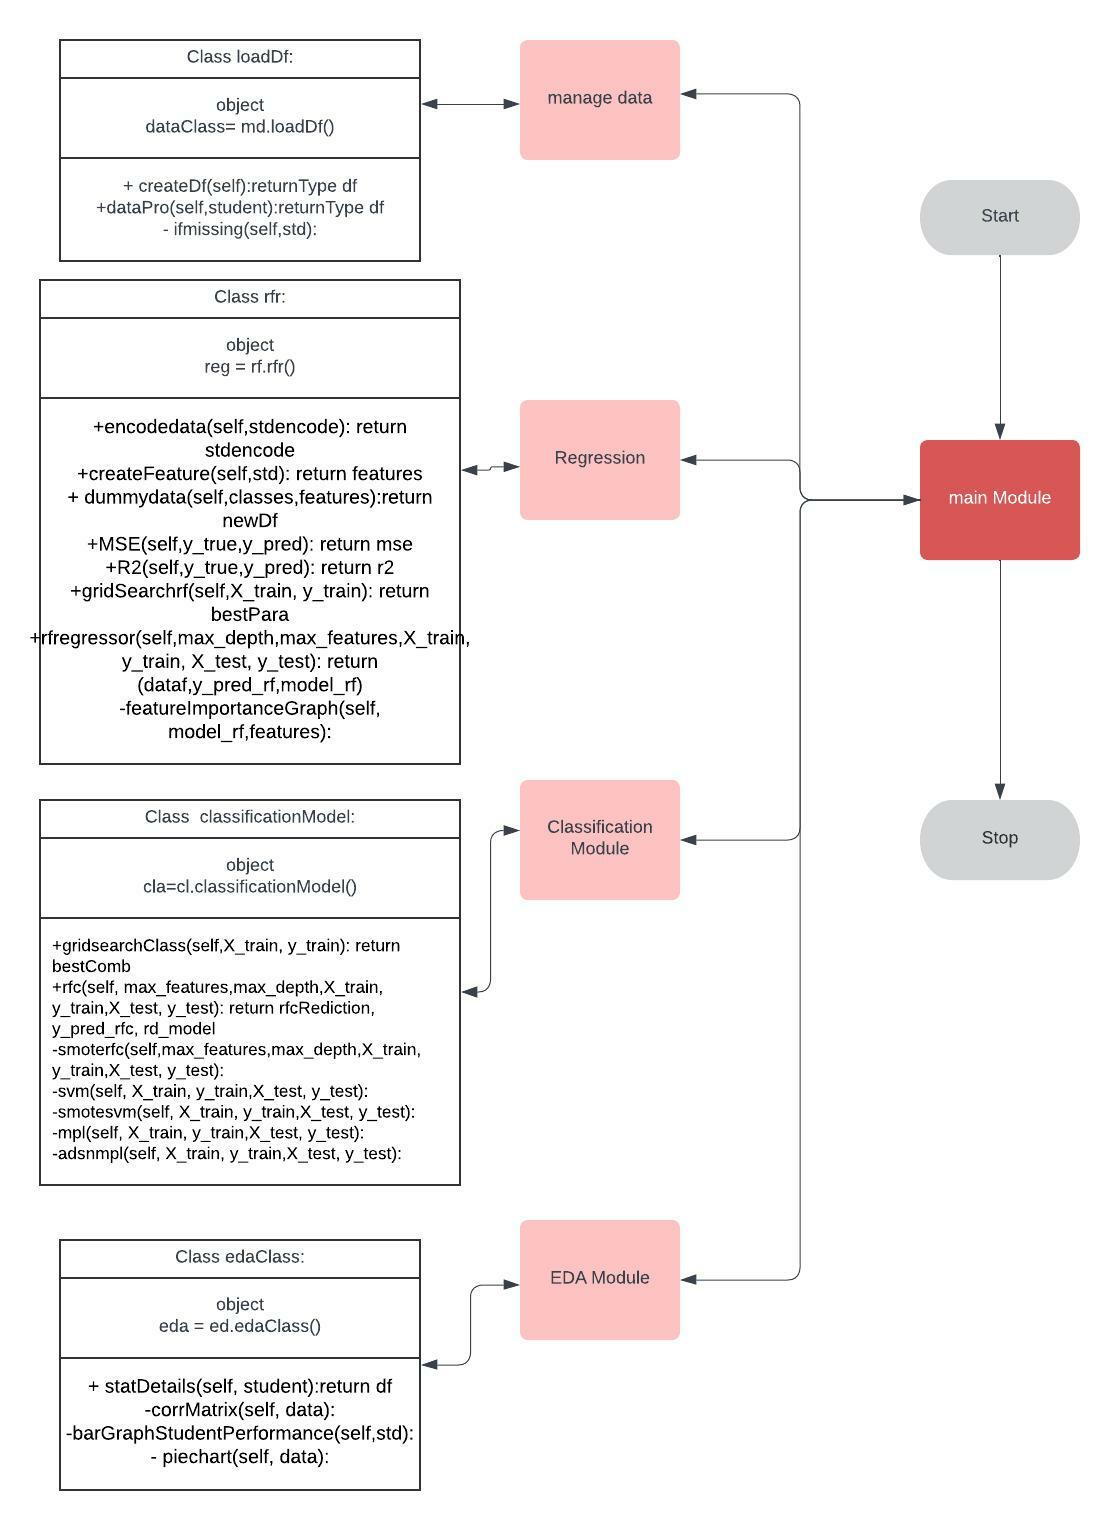 Class loadDf:
object
dataClass= md.loadDf()
+ createDf(self):returnType df
+dataPro(self,student):returnType df
- ifmissing(self,std):
manage data
Start
Class rfr:
object
reg = rf.rfr()
+encodedata(self,stdencode): return
stdencode
+createFeature(self,std): return features
+ dummydata(self,classes,features):return
newDf
+MSE(self,y_true,y_pred): return mse
+R2(self,y_true,y_pred): return r2
+gridSearchrf(self,X_train, y_train): return
bestPara
+rfregressor(self,max_depth,max_features,X_train,
y_train, X_test, y_test): return
(dataf,y_pred_rf,model_rf)
-featureImportanceGraph(self,
model_rf,features):
Regression
main Module
Class  classificationModel:
object
cla=cl.classificationModel()
+gridsearchClass(self,X_train, y_train): return
bestComb
+rfc(self, max_features,max_depth,X_train,
y_train,X_test, y_test): return rfcRediction,
y_pred_rfc, rd_model
-smoterfc(self,max_features,max_depth,X_train,
y_train,X_test, y_test):
-svm(self, X_train, y_train,X_test, y_test):
-smotesvm(self, X_train, y_train,X_test, y_test):
-mpl(self, X_train, y_train,X_test, y_test):
-adsnmpl(self, X_train, y_train,X_test, y_test):
Classification
Module
Stop
Class edaClass:
object
eda = ed.edaClass()
+ statDetails(self, student):return df
-corrMatrix(self, data):
-barGraphStudentPerformance(self,std):
- piechart(self, data):
EDA Module